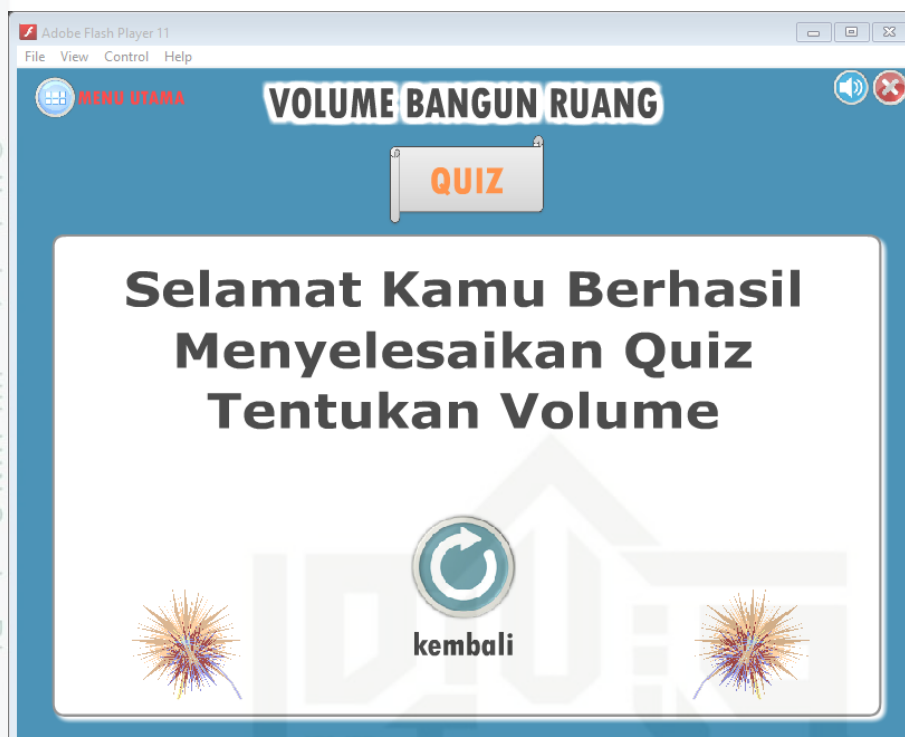 Adobe Flash Player 11
File View Control Help
MENU UTAMA
VOLUME BANGUN RUANG
QUIZ
Selamat Kamu Berhasil
Menyelesaikan Quiz
Tentukan Volume
kembali